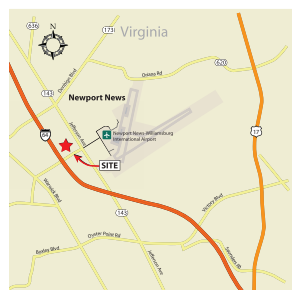 636
173
Virginia
N
Oriana Rd
620
Denbigh Blvd
143
Newport News
Jefferson Ave
17
64
Newport News-Williamsburg
International Airport
SITE
Warwick Blvd
Victory Blvd
143
Oyster Point Rd
Boxley Blvd
Jefferson Ave